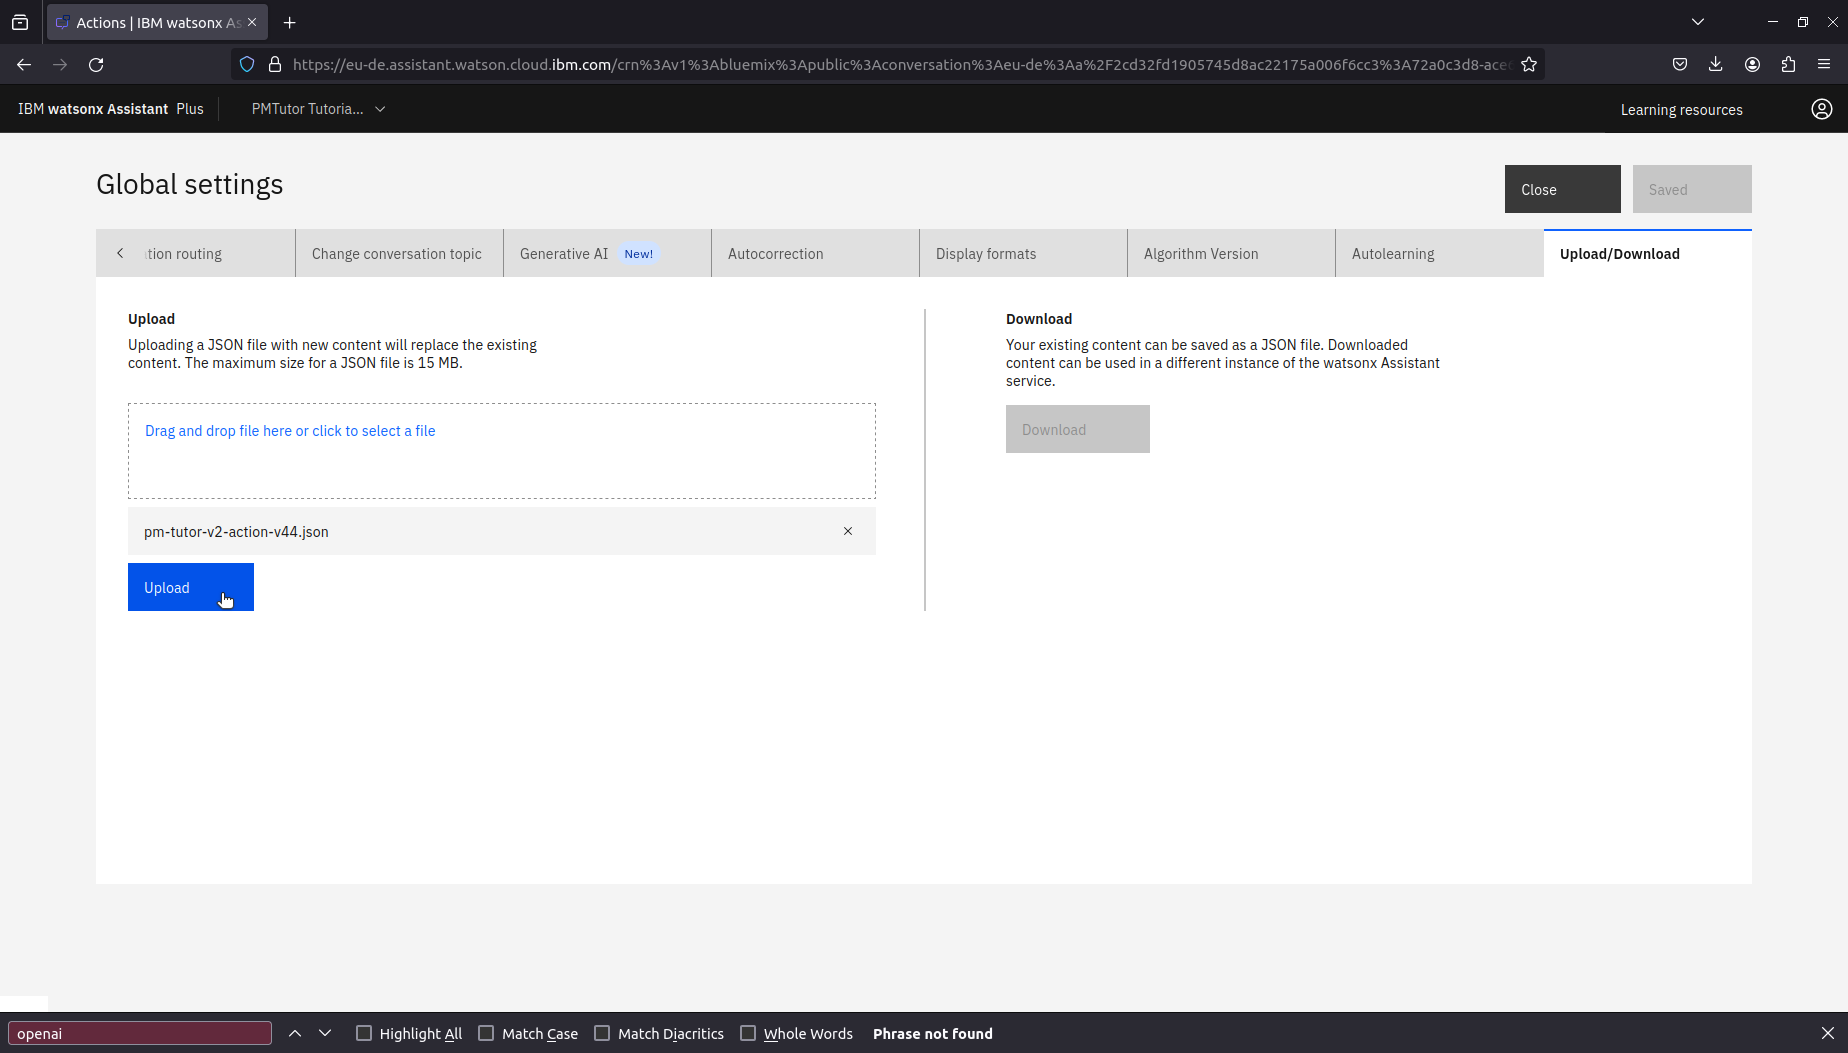 Actions | IBM watsonx As
https://eu-de.assistant.watson.cloud.ibm.com/crn%3Av1%3Abluemix%3Apublic%3Aconversation%3Aeu-de%3Aa%2F2cd32fd1905745d8ac22175a006f6cc3%3A72a0c3d8-ace
IBM watsonx Assistant Plus
PMTutor Tutoria...
Learning resources
Global settings
Close
Saved
tion routing
Change conversation topic
Generative AI New!
Autocorrection
Display formats
Algorithm Version
Autolearning
Upload/Download
Upload
Uploading a JSON file with new content will replace the existing
content. The maximum size for a JSON file is 15 MB.
Drag and drop file here or click to select a file
pm-tutor-v2-action-v44.json
Upload
Download
Your existing content can be saved as a JSON file. Downloaded
content can be used in a different instance of the watsonx Assistant
service.
Download
openai
Highlight All
Match Case
Match Diacritics
Whole Words
Phrase not found